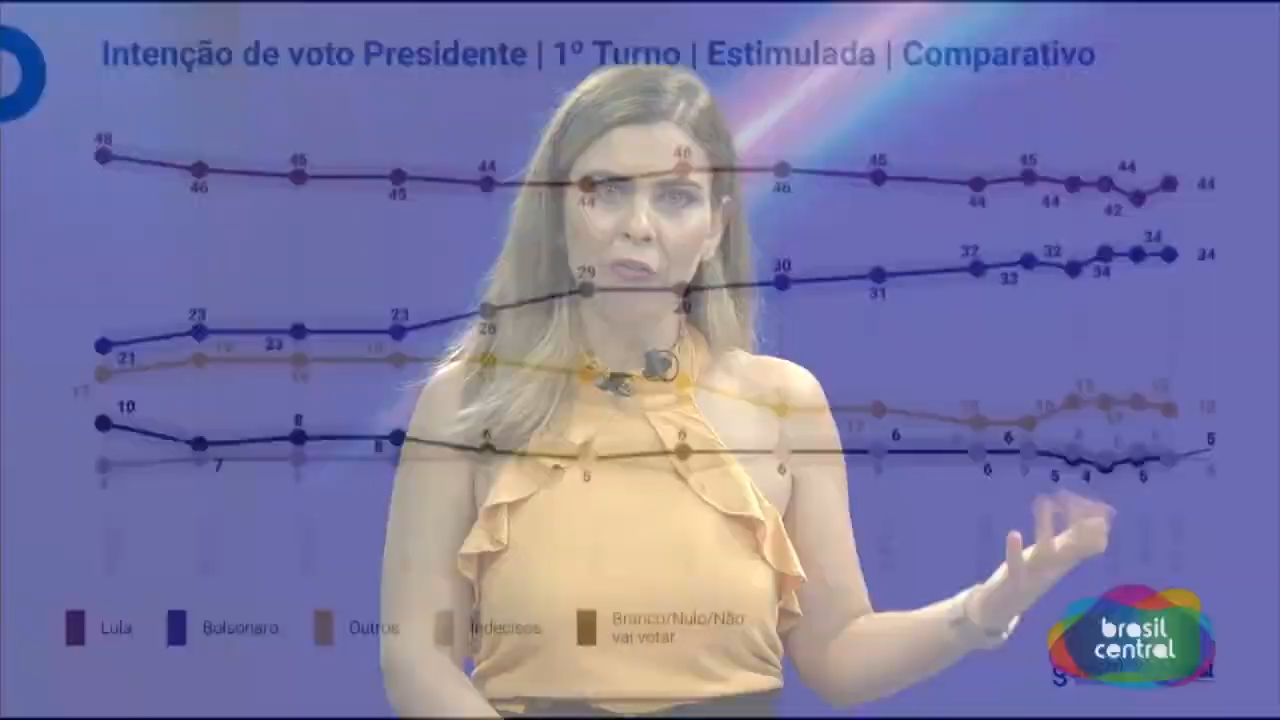 Intenção de voto Presidente | 1º Turno | Estimulada | Comparativo
48 46 45 45 44 44 46 46 45 44 45 44 44 42 44
21 23 23 23 26 29 30 31 32 33 32 34 34 34
10 7 8 8 6 5 6 6 6 6 6 5 4 5 5
Lula Bolsonaro Outros Indecisos Branco/Nulo/Não
vai votar
brasil
central